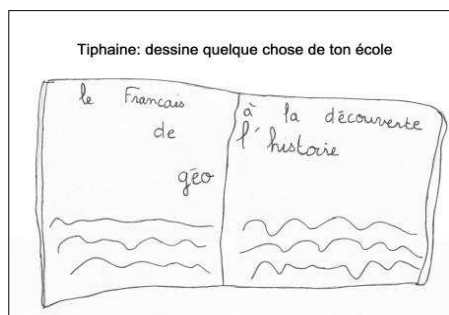 Tiphaine: dessine quelque chose de ton école
le Francais
de
géo
à la découverte
l'histoire